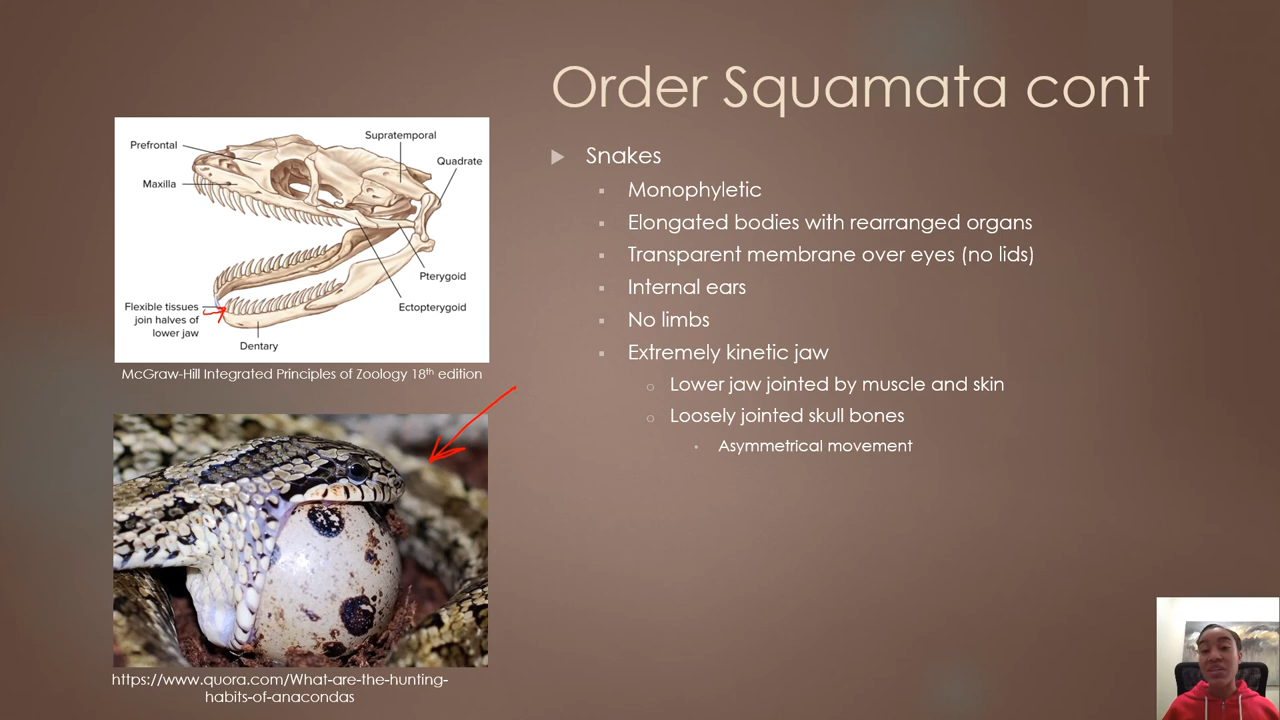 Order Squamata cont
Prefrontal
Supratemporal
Quadrate
Maxilla
Pterygoid
Ectopterygoid
Flexible tissues
join halves of
lower jaw
Dentary
McGraw-Hill Integrated Principles of Zoology 18th edition
https://www.quora.com/What-are-the-hunting-
habits-of-anacondas
Snakes
Monophyletic
Elongated bodies with rearranged organs
Transparent membrane over eyes (no lids)
Internal ears
No limbs
Extremely kinetic jaw
Lower jaw jointed by muscle and skin
Loosely jointed skull bones
Asymmetrical movement